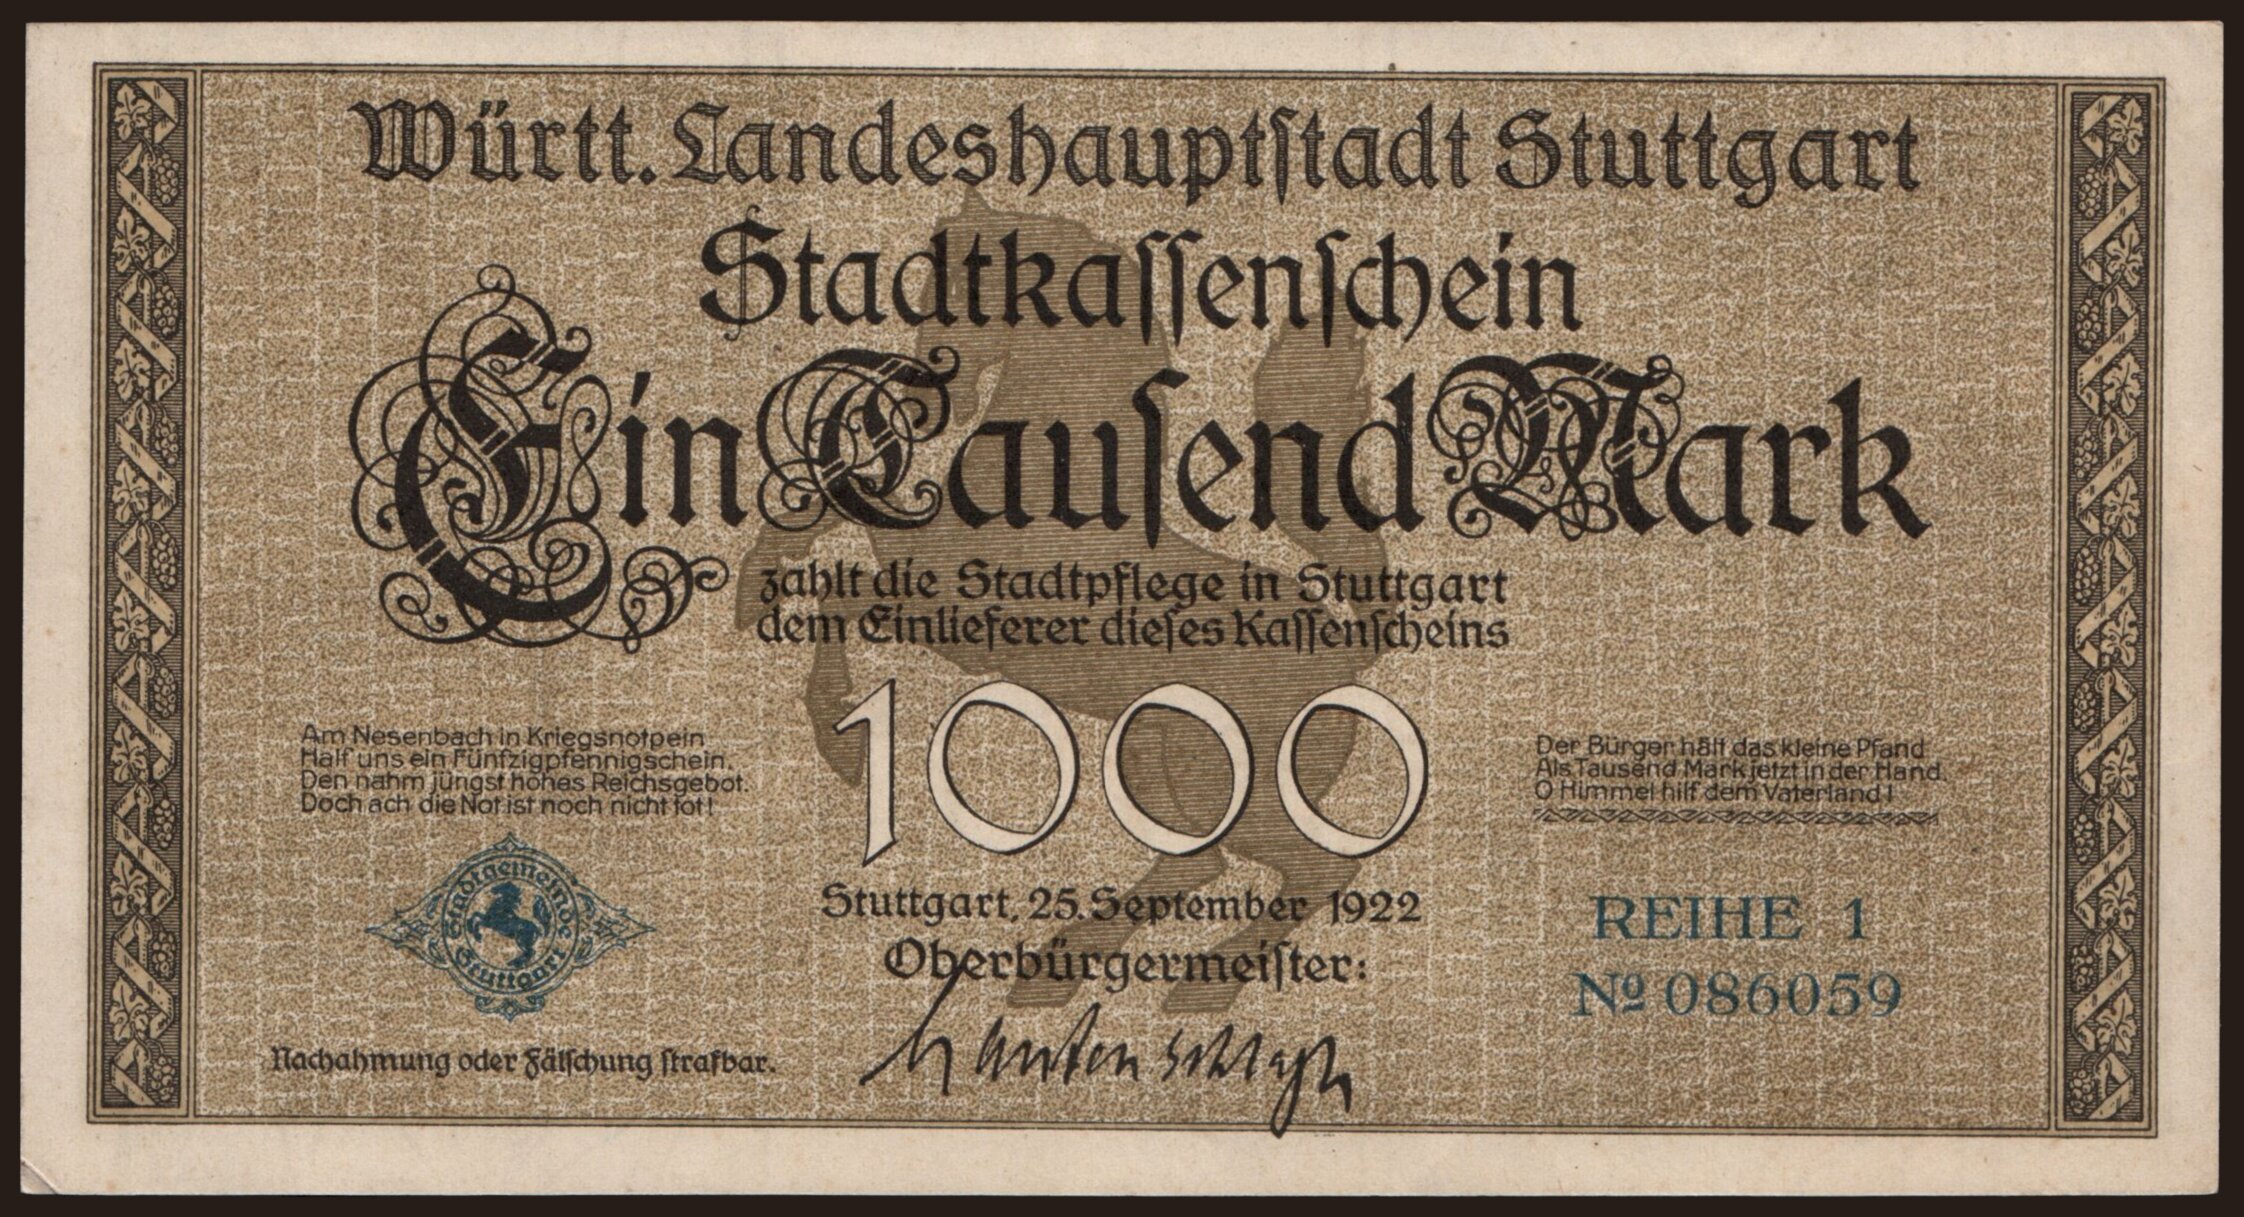 Württ. Landeshauptstadt Stuttgart
Stadtkassenschein
Ein Tausend Mark
zahlt die Stadtpflege in Stuttgart
dem Einlieferer dieses Kassenscheins
1000
Am Nesenbach in Kriegsnotpein
Half uns ein Fünfzigpfennigschein.
Den nahm jüngst hohes Reichsgebot.
Doch ach die Not ist noch nicht tot!
Der Bürger hält das kleine Pfand
Als Tausend Mark jetzt in der Hand.
O Himmel hilf dem Vaterland!
Stadtgemeinde
Stuttgart
Stuttgart, 25. September 1922
Oberbürgermeister:
REIHE 1
Nº 086059
Nachahmung oder Fälschung strafbar.